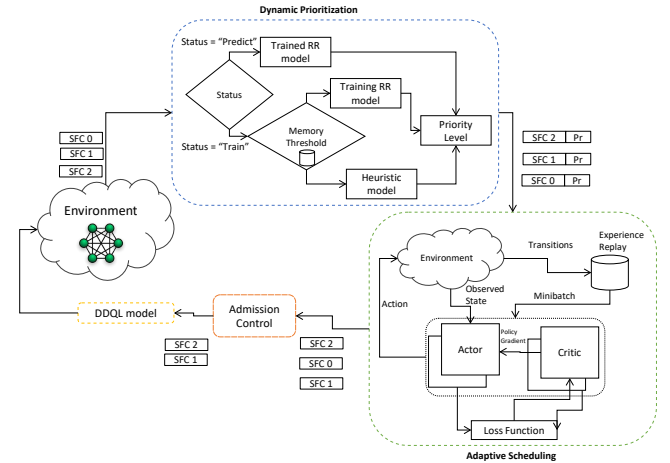 Dynamic Prioritization
Status = "Predict"
Trained RR
model
Status
Training RR
model
Memory
Threshold
Priority
Level
Status = "Train"
Heuristic
model
SFC 0
SFC 1
SFC 2
SFC 2 Pr
SFC 1 Pr
SFC 0 Pr
Environment
Environment
Transitions
Experience
Replay
Observed
State
Minibatch
Action
Actor
Policy
Gradient
Critic
Loss Function
Adaptive Scheduling
DDQL model
Admission
Control
SFC 2
SFC 1
SFC 2
SFC 0
SFC 1